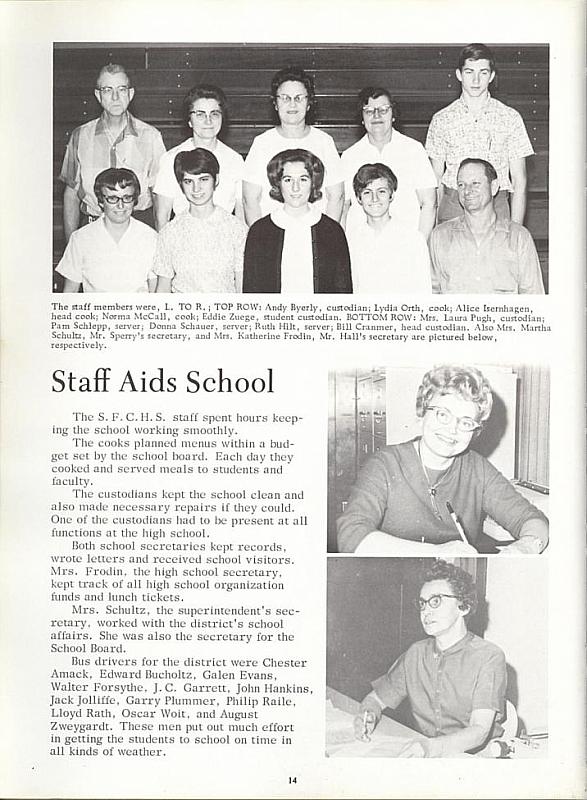 The staff members were, L. TO R.; TOP ROW: Andy Byerly, custodian; Lydia Orth, cook; Alice Isernhagen,
head cook; Norma McCall, cook; Eddie Zuege, student custodian. BOTTOM ROW: Mrs. Laura Pugh, custodian;
Pam Schlepp, server; Donna Schauer, server; Ruth Hilt, server; Bill Cranmer, head custodian. Also Mrs. Martha
Schultz, Mr. Sperry's secretary, and Mrs. Katherine Frodin, Mr. Hall's secretary are pictured below,
respectively.
Staff Aids School
The S. F. C. H. S. staff spent hours keep-
ing the school working smoothly.
The cooks planned menus within a bud-
get set by the school board. Each day they
cooked and served meals to students and
faculty.
The custodians kept the school clean and
also made necessary repairs if they could.
One of the custodians had to be present at all
functions at the high school.
Both school secretaries kept records,
wrote letters and received school visitors.
Mrs. Frodin, the high school secretary,
kept track of all high school organization
funds and lunch tickets.
Mrs. Schultz, the superintendent's sec-
retary, worked with the district's school
affairs. She was also the secretary for the
School Board.
Bus drivers for the district were Chester
Amack, Edward Bucholtz, Galen Evans,
Walter Forsythe, J. C. Garrett, John Hankins,
Jack Jolliffe, Garry Plummer, Philip Raile,
Lloyd Rath, Oscar Woit, and August
Zweygardt. These men put out much effort
in getting the students to school on time in
all kinds of weather.
14